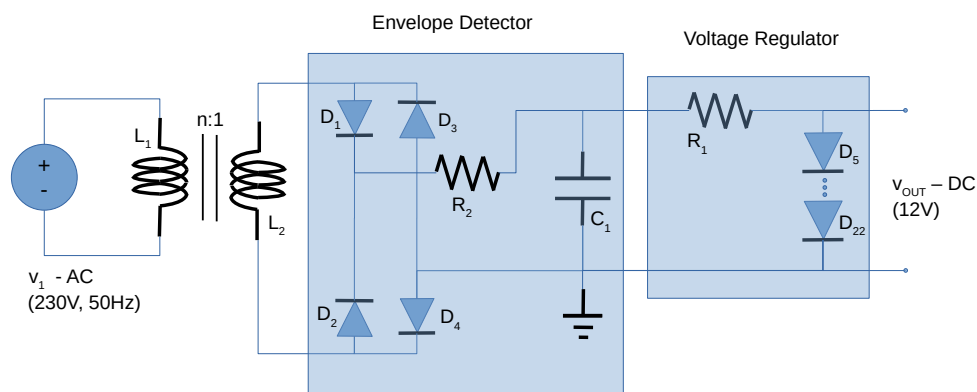 Envelope Detector
Voltage Regulator
n:1
L1
D1
D3
R1
+
-
D5
R2
vOUT – DC
(12V)
L2
C1
D22
v1 - AC
(230V, 50Hz)
D2
D4